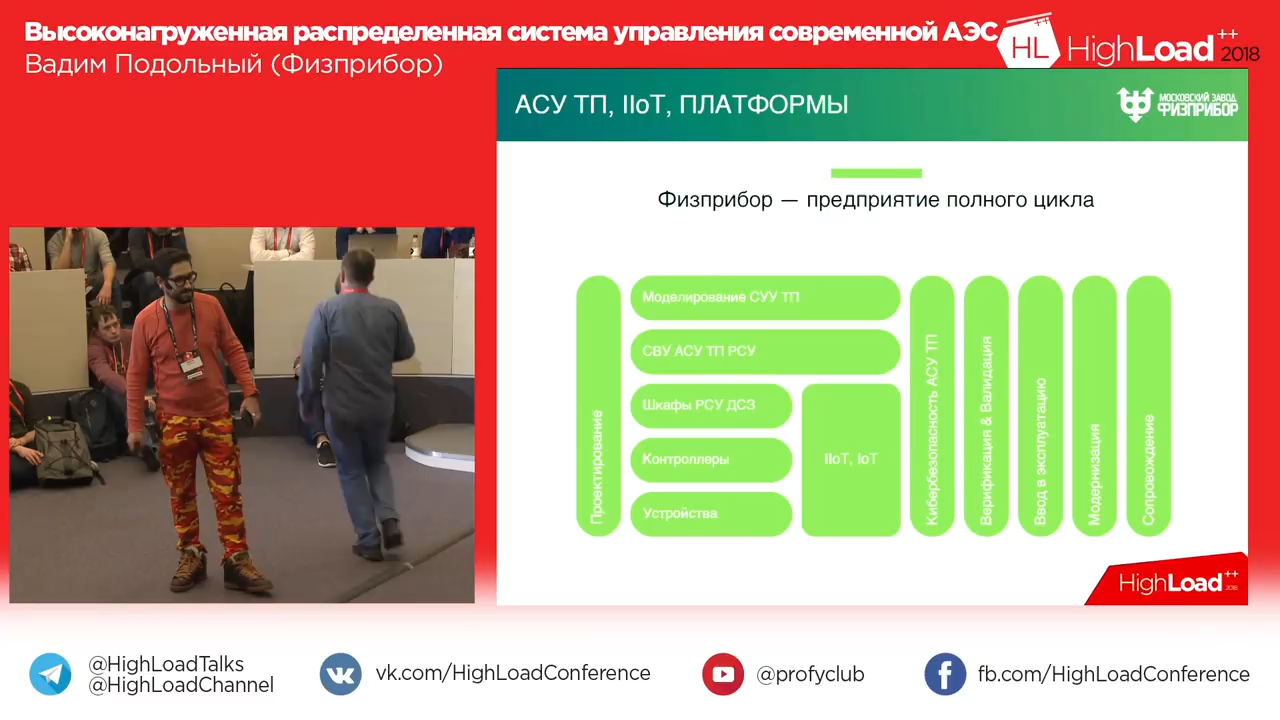 Высоконагруженная распределенная система управления современной АЭС
Вадим Подольный (Физприбор)
HL HighLoad++ 2018
АСУ ТП, IIoT, ПЛАТФОРМЫ
МОСКОВСКИЙ ЗАВОД
ФИЗПРИБОР
Физприбор — предприятие полного цикла
Проектирование
Моделирование СУУ ТП
СВУ АСУ ТП РСУ
Шкафы РСУ ДСЗ
Контроллеры
Устройства
IIoT, IoT
Кибербезопасность АСУ ТП
Верификация & Валидация
Ввод в эксплуатацию
Модернизация
Сопровождение
HighLoad++ 2018
@HighLoadTalks
@HighLoadChannel
vk.com/HighLoadConference
@profyclub
fb.com/HighLoadConference